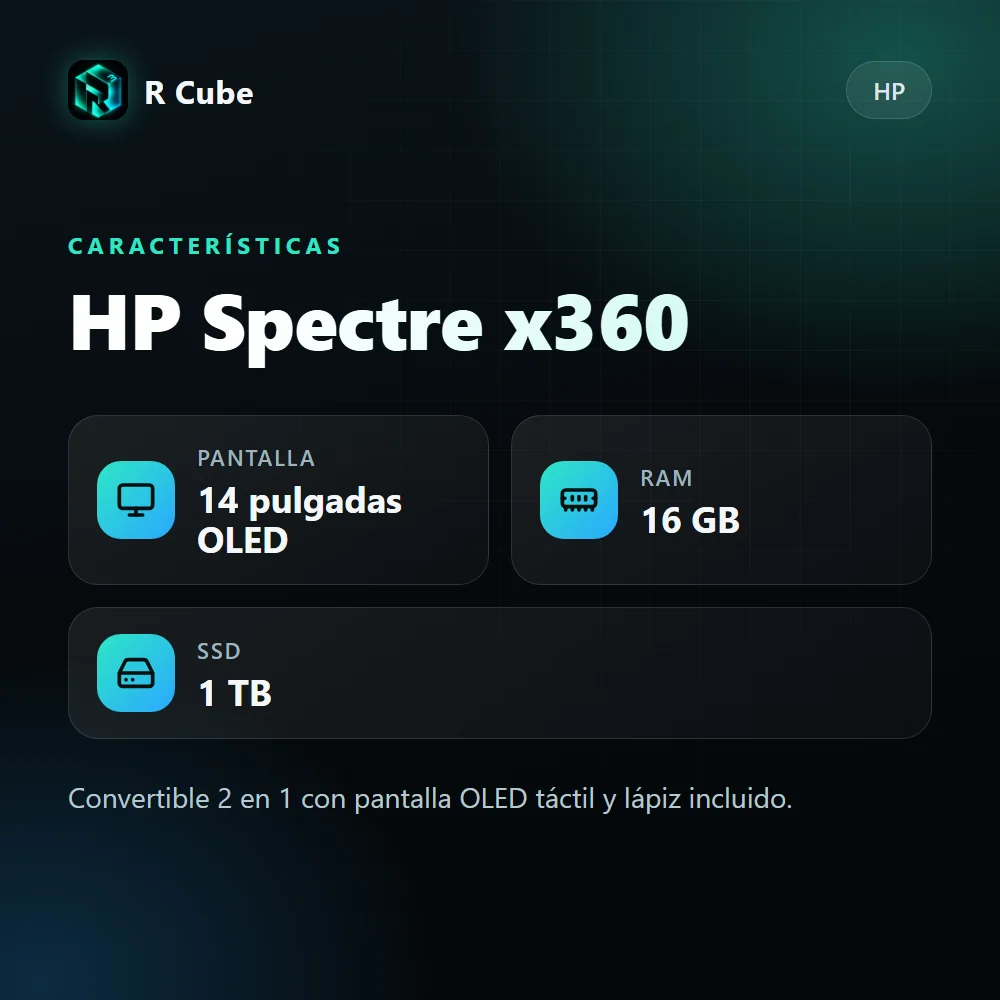 R Cube
HP
CARACTERÍSTICAS
HP Spectre x360
PANTALLA
14 pulgadas
OLED
RAM
16 GB
SSD
1 TB
Convertible 2 en 1 con pantalla OLED táctil y lápiz incluido.